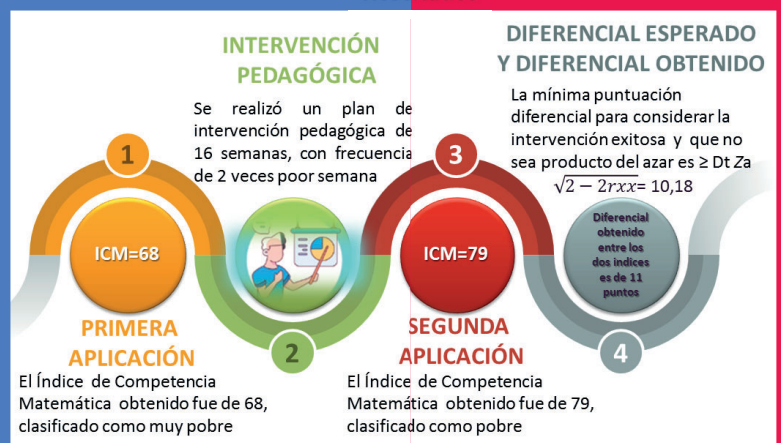 1
ICM=68
PRIMERA
APLICACIÓN
El Índice de Competencia
Matemática obtenido fue de 68,
clasificado como muy pobre
INTERVENCIÓN
PEDAGÓGICA
Se realizó un plan de
intervención pedagógica de
16 semanas, con frecuencia
de 2 veces poor semana
2
3
ICM=79
SEGUNDA
APLICACIÓN
El Índice de Competencia
Matemática obtenido fue de 79,
clasificado como pobre
DIFERENCIAL ESPERADO
Y DIFERENCIAL OBTENIDO
La mínima puntuación
diferencial para considerar la
intervención exitosa y que no
sea producto del azar es ≥ Dt Za
√2 − 2rxx= 10,18
Diferencial
obtenido
entre los
dos indices
es de 11
puntos
4